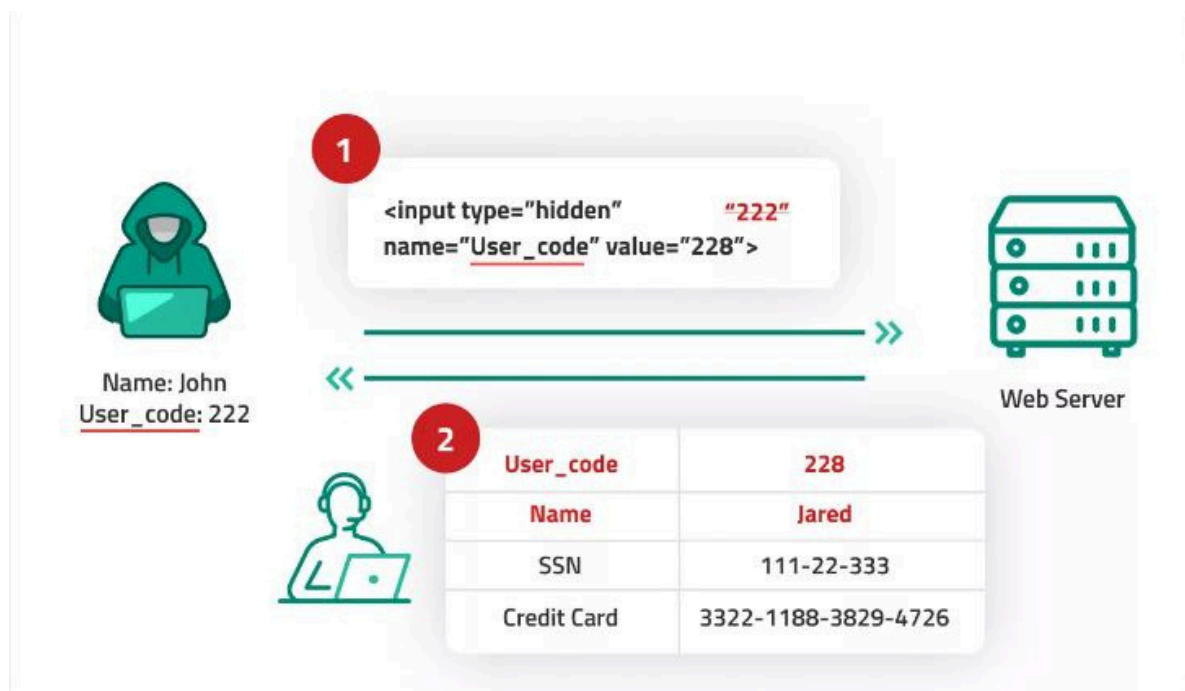 1
<input type="hidden" "222"
name="User_code" value="228">
Name: John
User_code: 222
Web Server
2
User_code 228
Name Jared
SSN 111-22-333
Credit Card 3322-1188-3829-4726